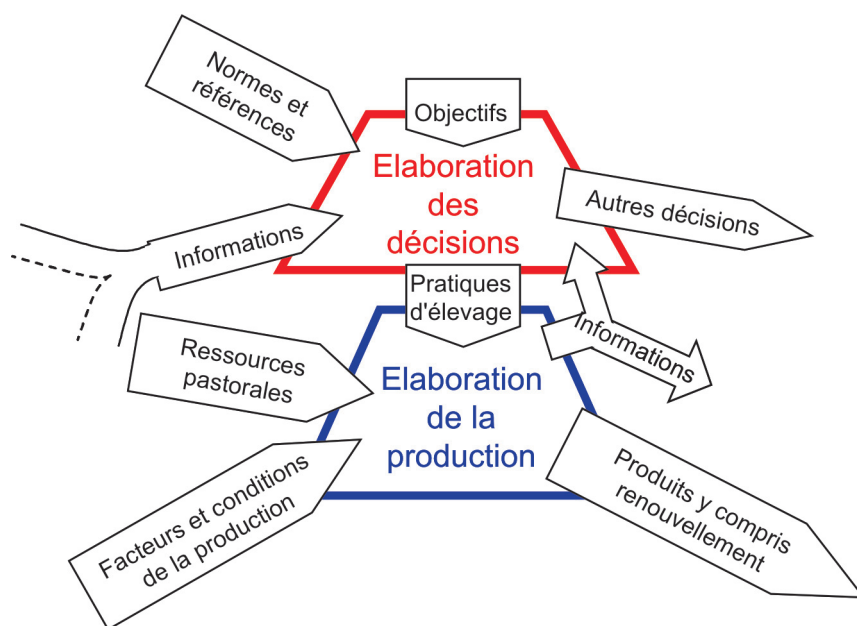 Normes et
références
Objectifs
Elaboration
des
décisions
Autres décisions
Informations
Pratiques
d'élevage
Informations
Ressources
pastorales
Elaboration
de la
production
Facteurs et conditions
de la production
Produits y compris
renouvellement